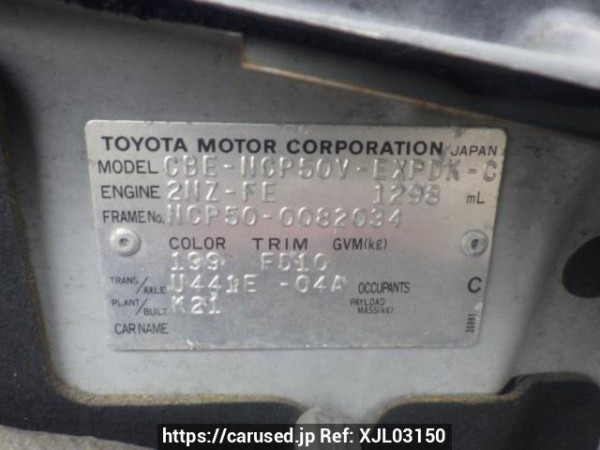 TOYOTA MOTOR CORPORATION JAPAN
MODEL CBE-NCP50V-EXPDK-G
ENGINE 2NZ-FE 1298 mL
FRAME No. NCP50-0082034
COLOR TRIM GVM(kg)
199 FD10
TRANS/AXLE U441E -04A OCCUPANTS C
PLANT/BUILT K21 PAYLOAD MASS(kg)
CAR NAME
https://carused.jp Ref: XJL03150